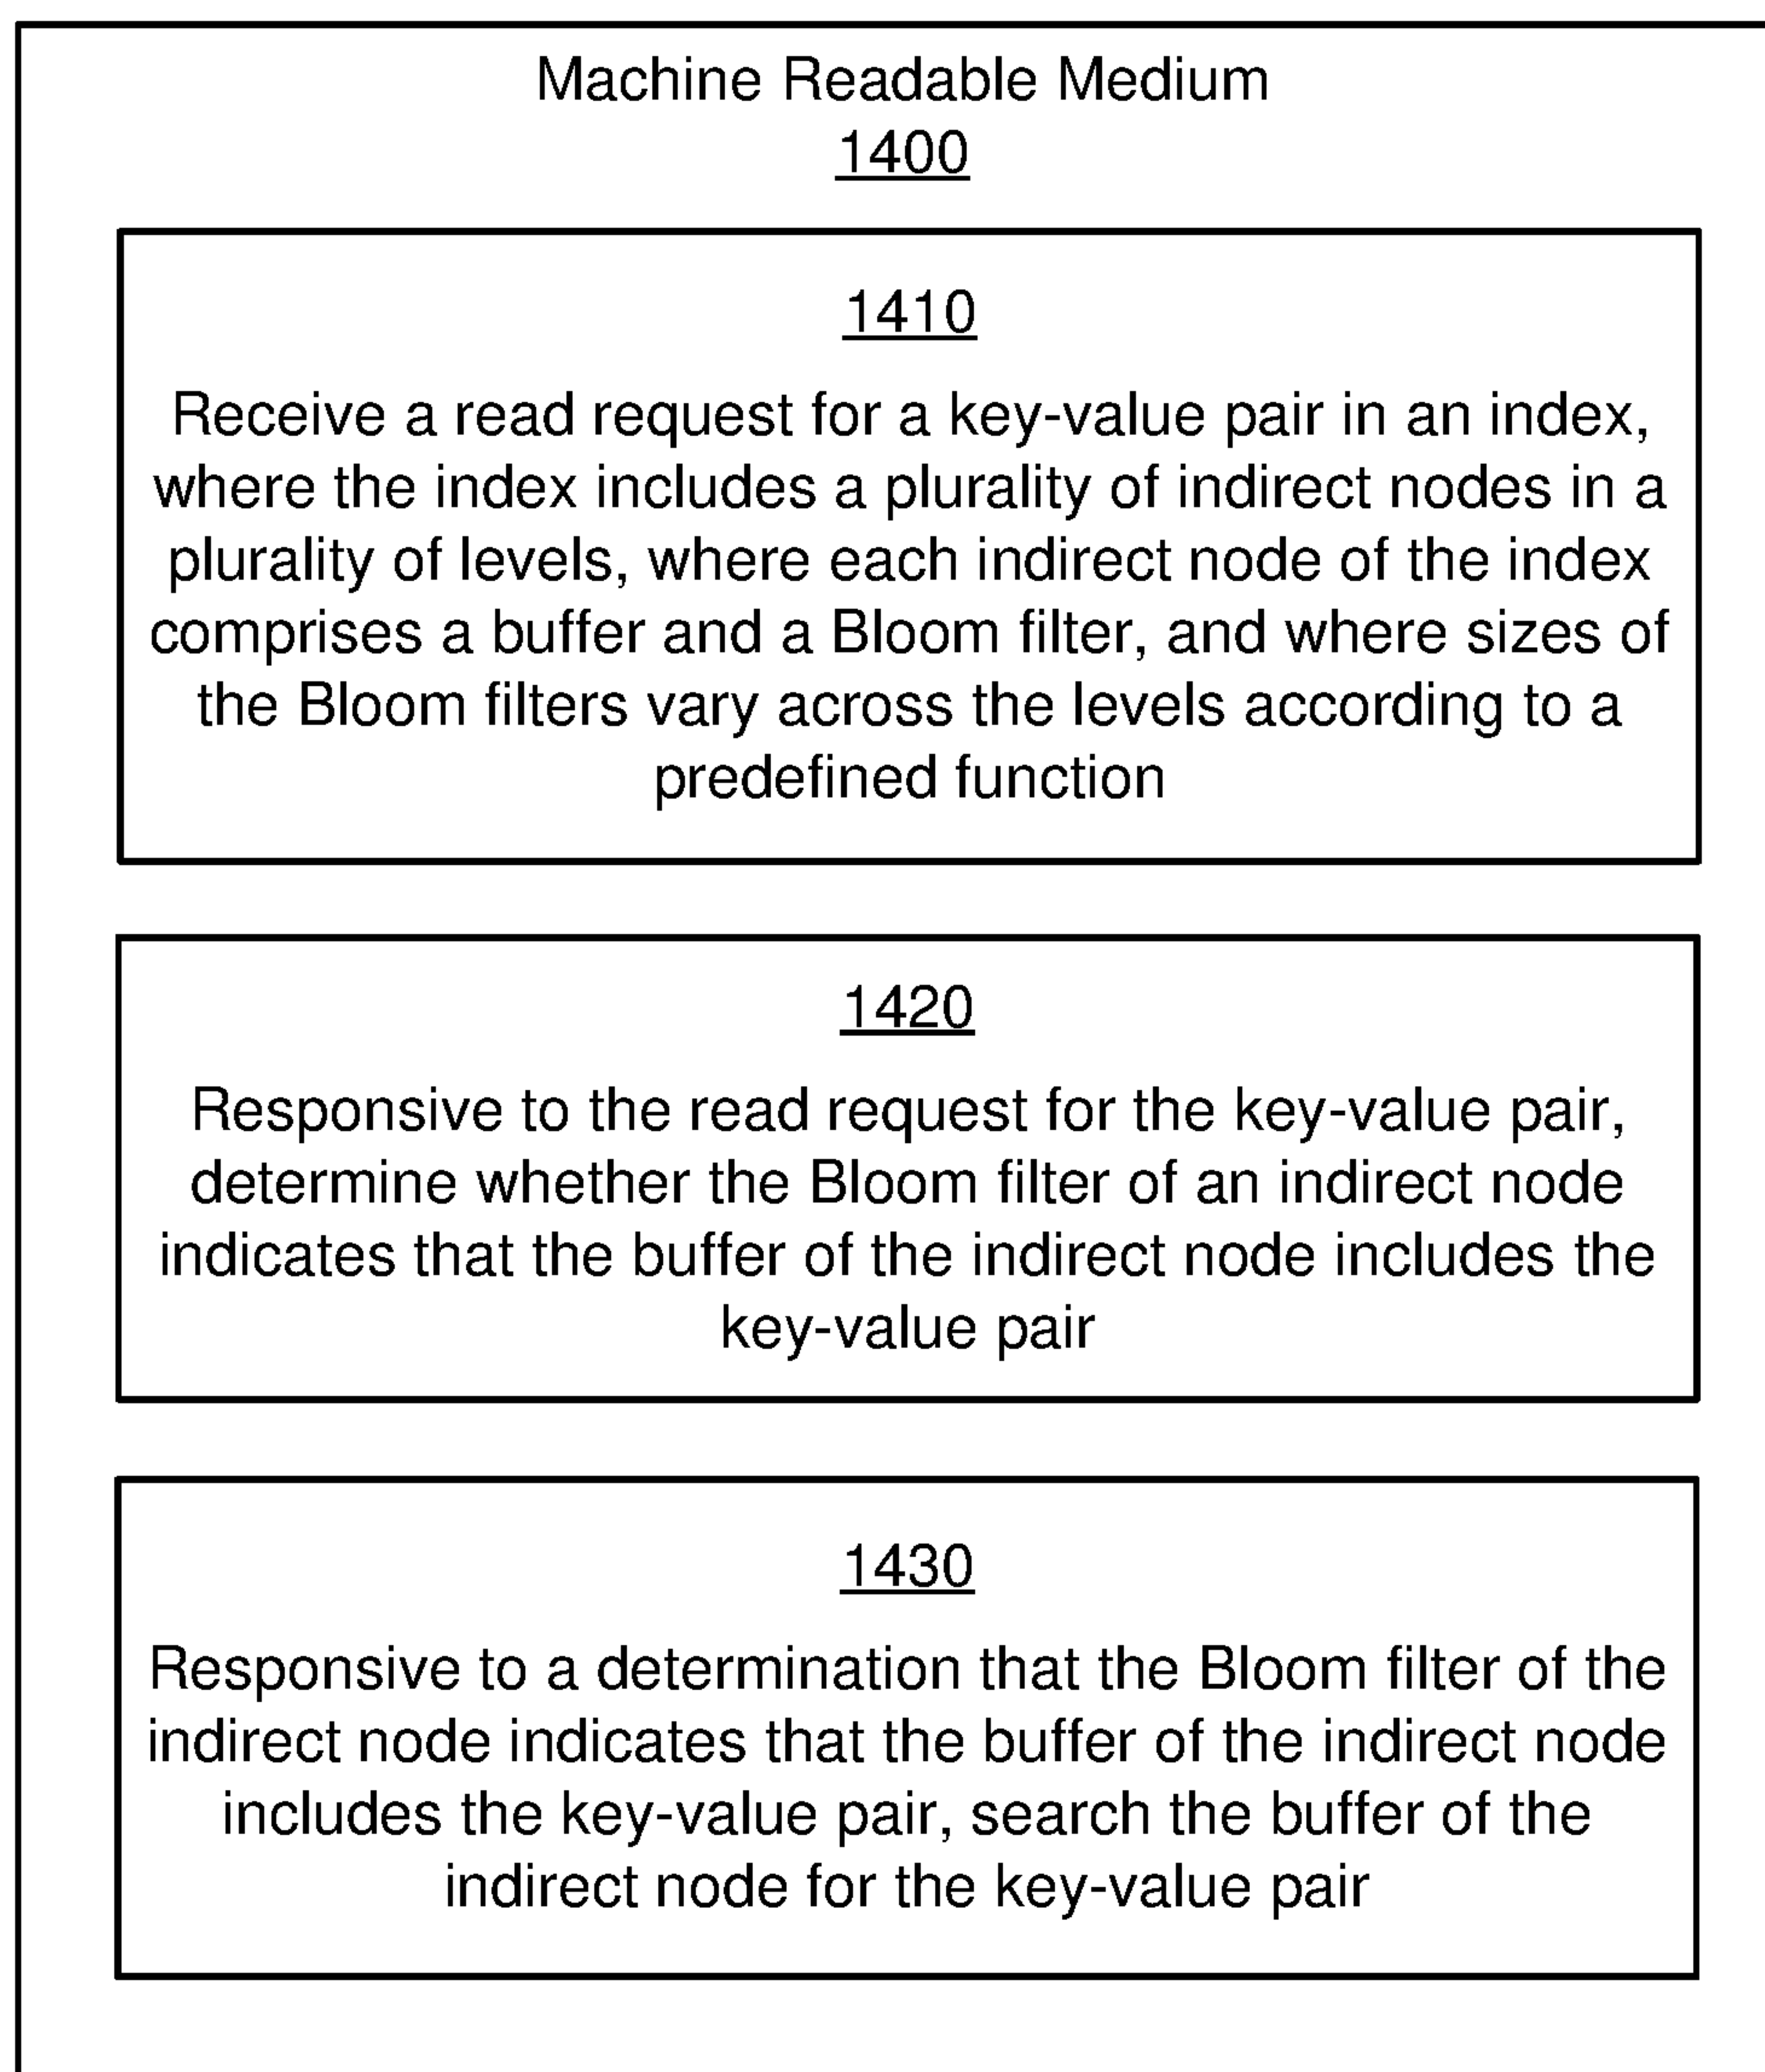 Machine Readable Medium
1400
1410
Receive a read request for a key-value pair in an index,
where the index includes a plurality of indirect nodes in a
plurality of levels, where each indirect node of the index
comprises a buffer and a Bloom filter, and where sizes of
the Bloom filters vary across the levels according to a
predefined function
1420
Responsive to the read request for the key-value pair,
determine whether the Bloom filter of an indirect node
indicates that the buffer of the indirect node includes the
key-value pair
1430
Responsive to a determination that the Bloom filter of the
indirect node indicates that the buffer of the indirect node
includes the key-value pair, search the buffer of the
indirect node for the key-value pair